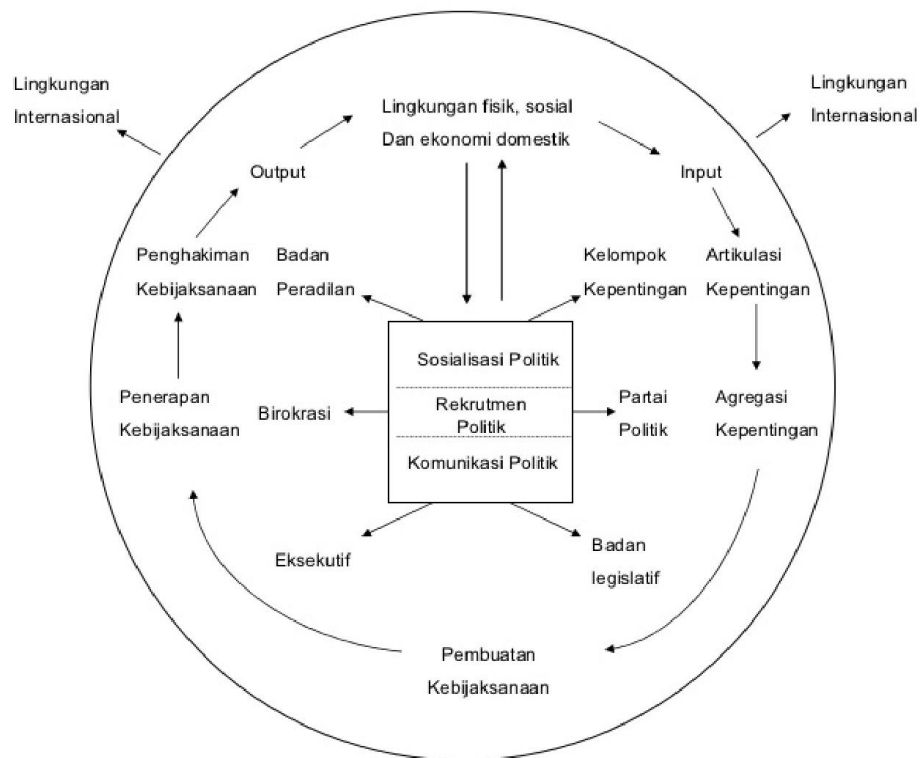 Lingkungan
Internasional
Lingkungan
Internasional
Lingkungan fisik, sosial
Dan ekonomi domestik
Output
Input
Penghakiman
Kebijaksanaan
Badan
Peradilan
Kelompok
Kepentingan
Artikulasi
Kepentingan
Sosialisasi Politik
Penerapan
Kebijaksanaan
Birokrasi
Rekrutmen
Politik
Partai
Politik
Agregasi
Kepentingan
Komunikasi Politik
Eksekutif
Badan
legislatif
Pembuatan
Kebijaksanaan